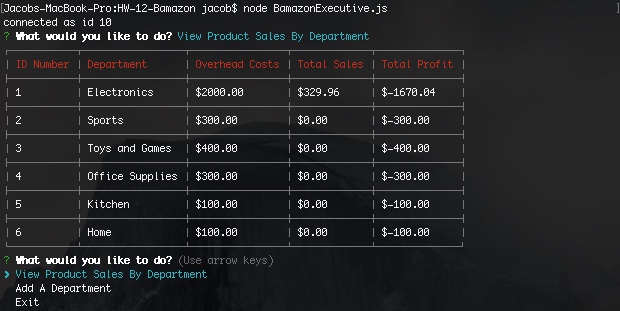 [Jacobs-MacBook-Pro:HW-12-Bamazon jacob$ node BamazonExecutive.js ]
connected as id 10
? What would you like to do? View Product Sales By Department
ID Number | Department | Overhead Costs | Total Sales | Total Profit
1 | Electronics | $2000.00 | $329.96 | $-1670.04
2 | Sports | $300.00 | $0.00 | $-300.00
3 | Toys and Games | $400.00 | $0.00 | $-400.00
4 | Office Supplies | $300.00 | $0.00 | $-300.00
5 | Kitchen | $100.00 | $0.00 | $-100.00
6 | Home | $100.00 | $0.00 | $-100.00
? What would you like to do? (Use arrow keys)
❯ View Product Sales By Department
Add A Department
Exit